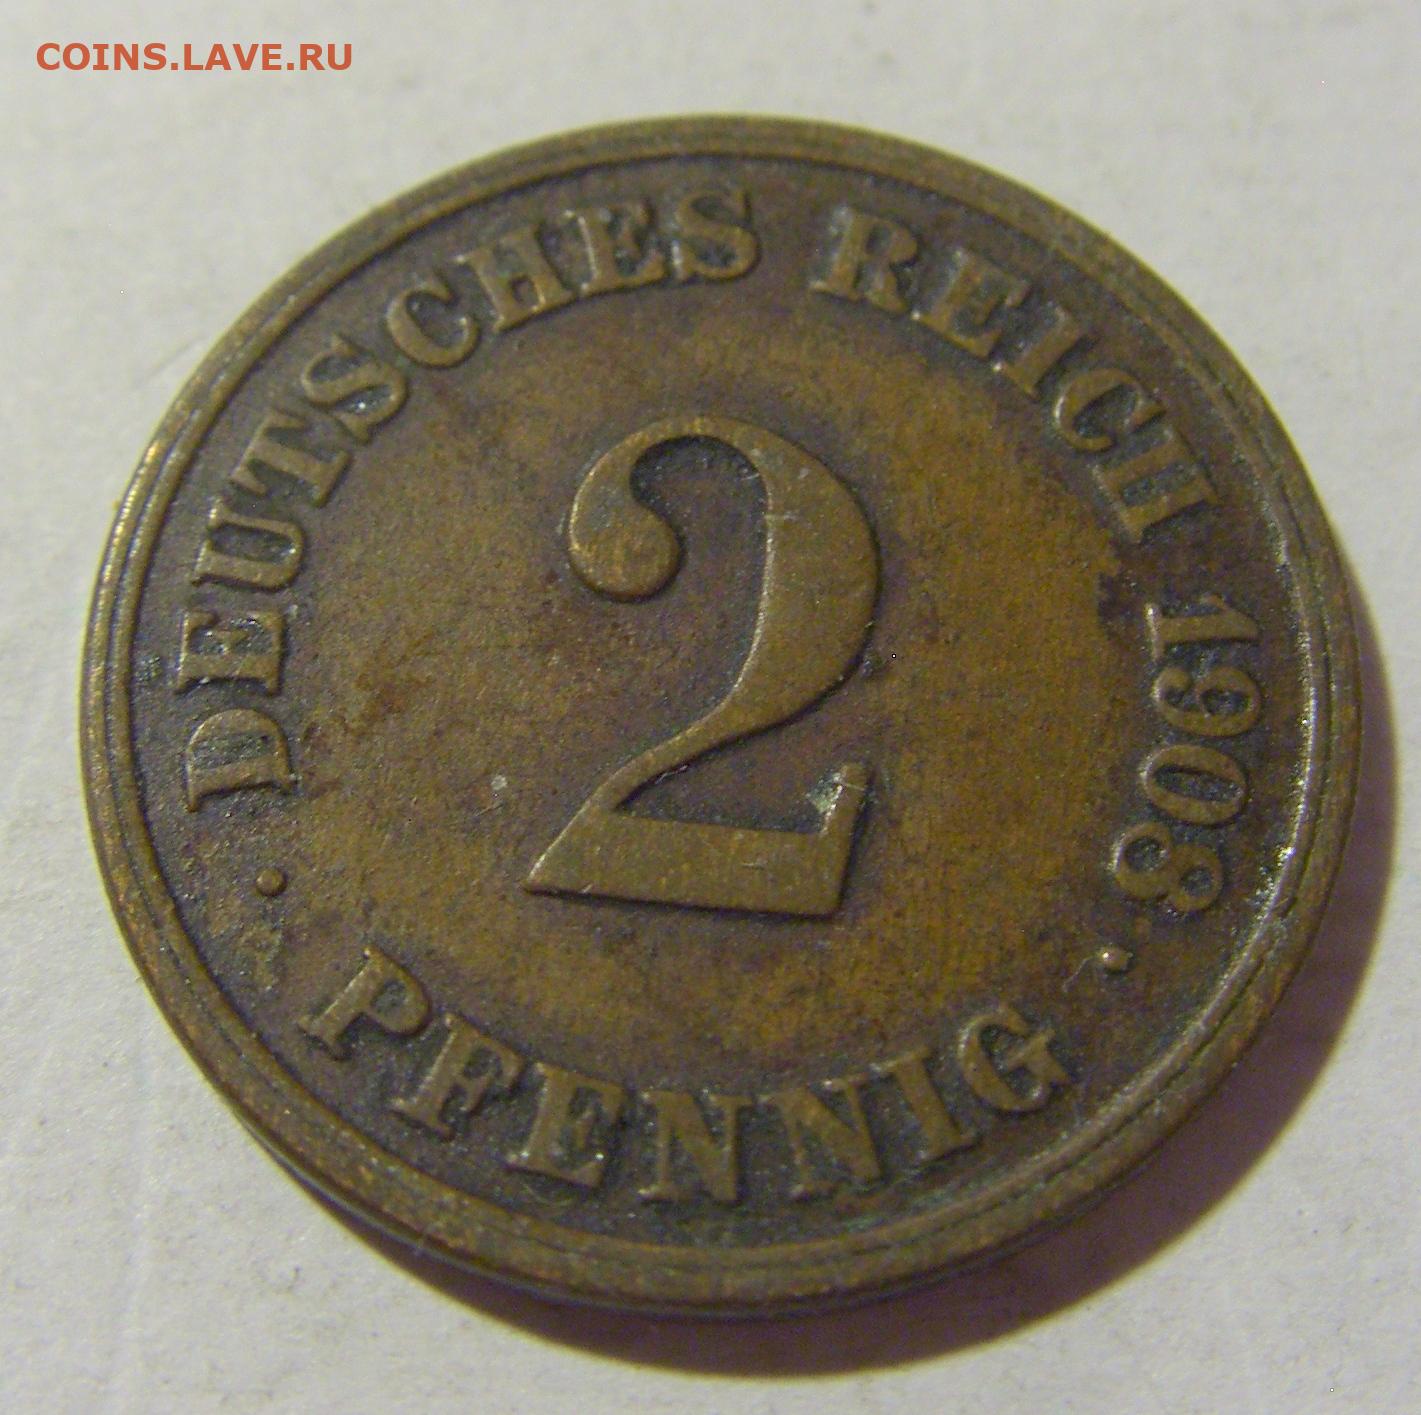 COINS.LAVE.RU
DEUTSCHES REICH 1908
2
PFENNIG